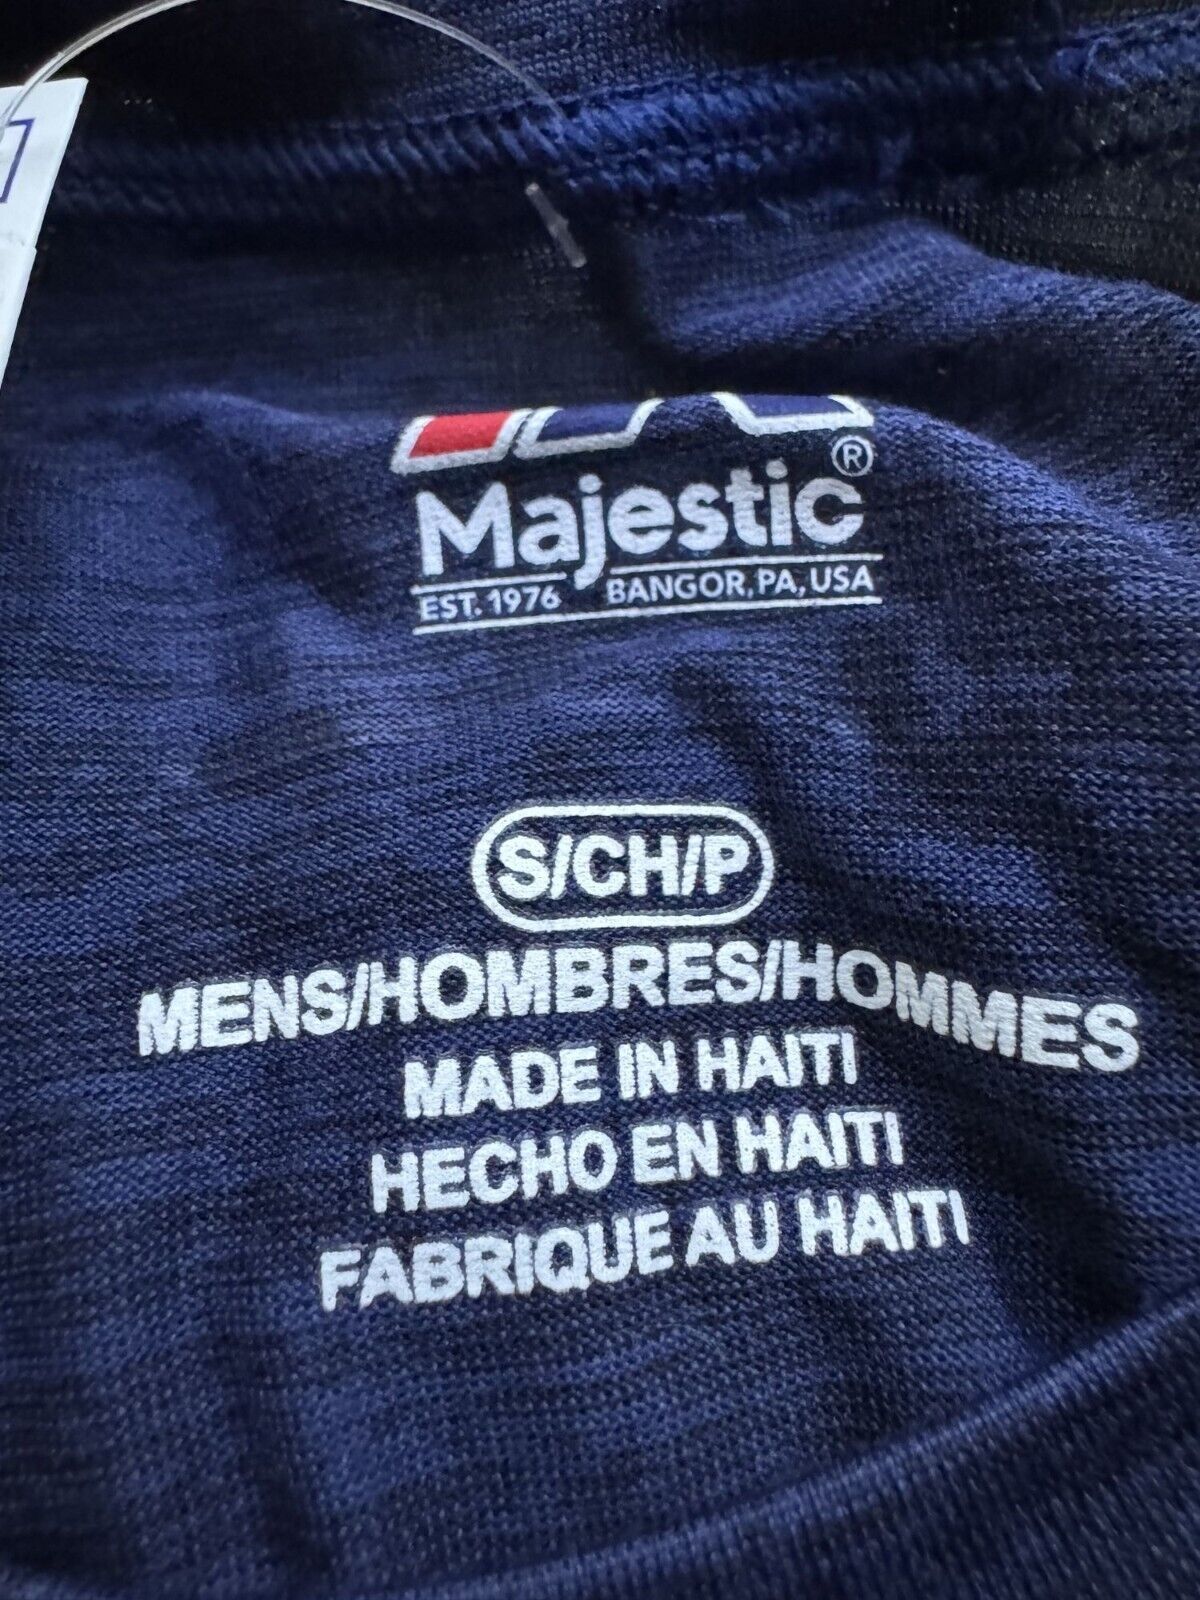 Majestic®
EST. 1976 BANGOR, PA, USA
S/CH/P
MENS/HOMBRES/HOMMES
MADE IN HAITI
HECHO EN HAITI
FABRIQUE AU HAITI